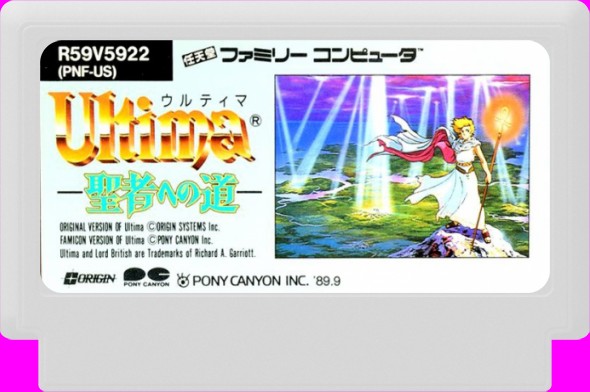 R59V5922
(PNF-US)
任天堂 ファミリー コンピュータ™
ウルティマ
Ultima®
聖者への道
ORIGINAL VERSION OF Ultima ©ORIGIN SYSTEMS Inc.
FAMICON VERSION OF Ultima ©PONY CANYON Inc.
Ultima and Lord British are Trademarks of Richard A. Garriott.
ORIGIN
PONY CANYON
PONY CANYON INC. '89.9